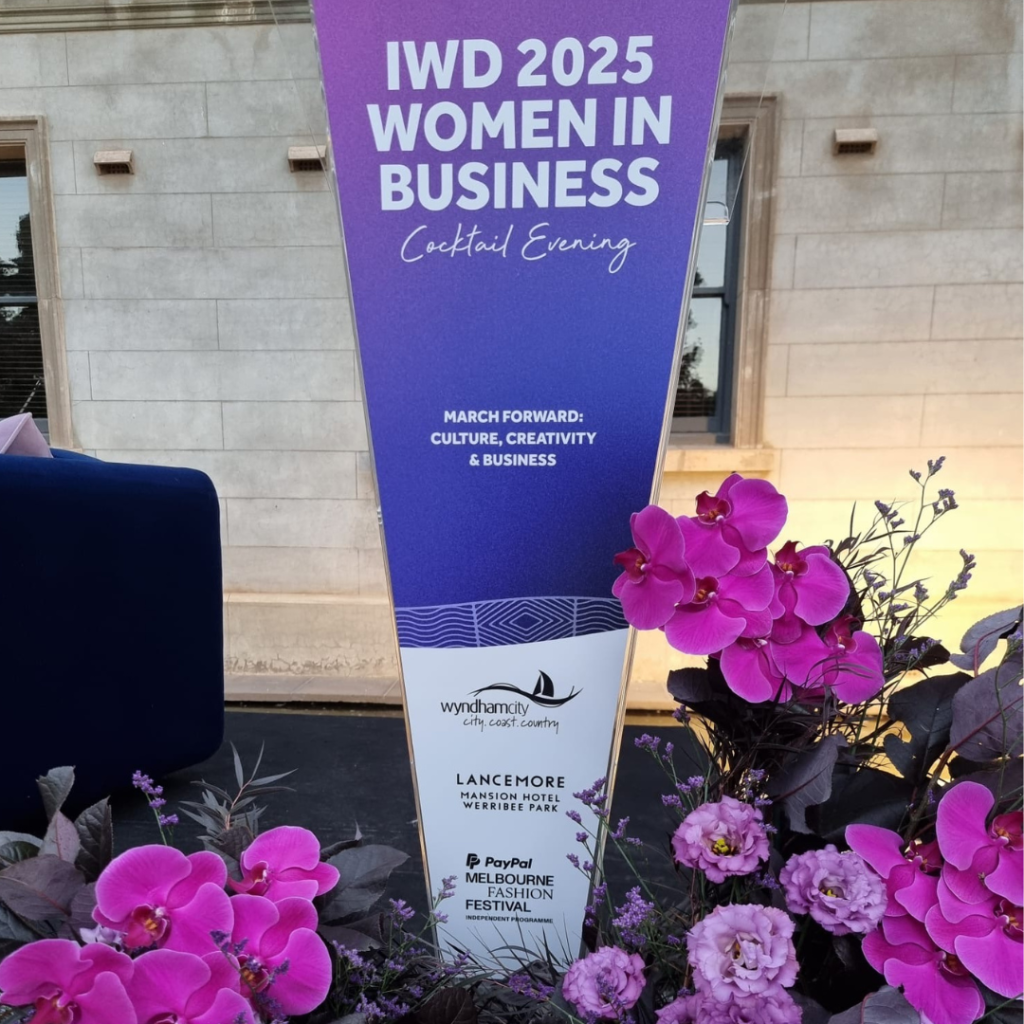 IWD 2025
WOMEN IN
BUSINESS
Cocktail Evening
MARCH FORWARD:
CULTURE, CREATIVITY
& BUSINESS
wyndhamcity
city. coast. country
LANCEMORE
MANSION HOTEL
WERRIBEE PARK
PayPal
MELBOURNE
FASHION
FESTIVAL
INDEPENDENT PROGRAMME